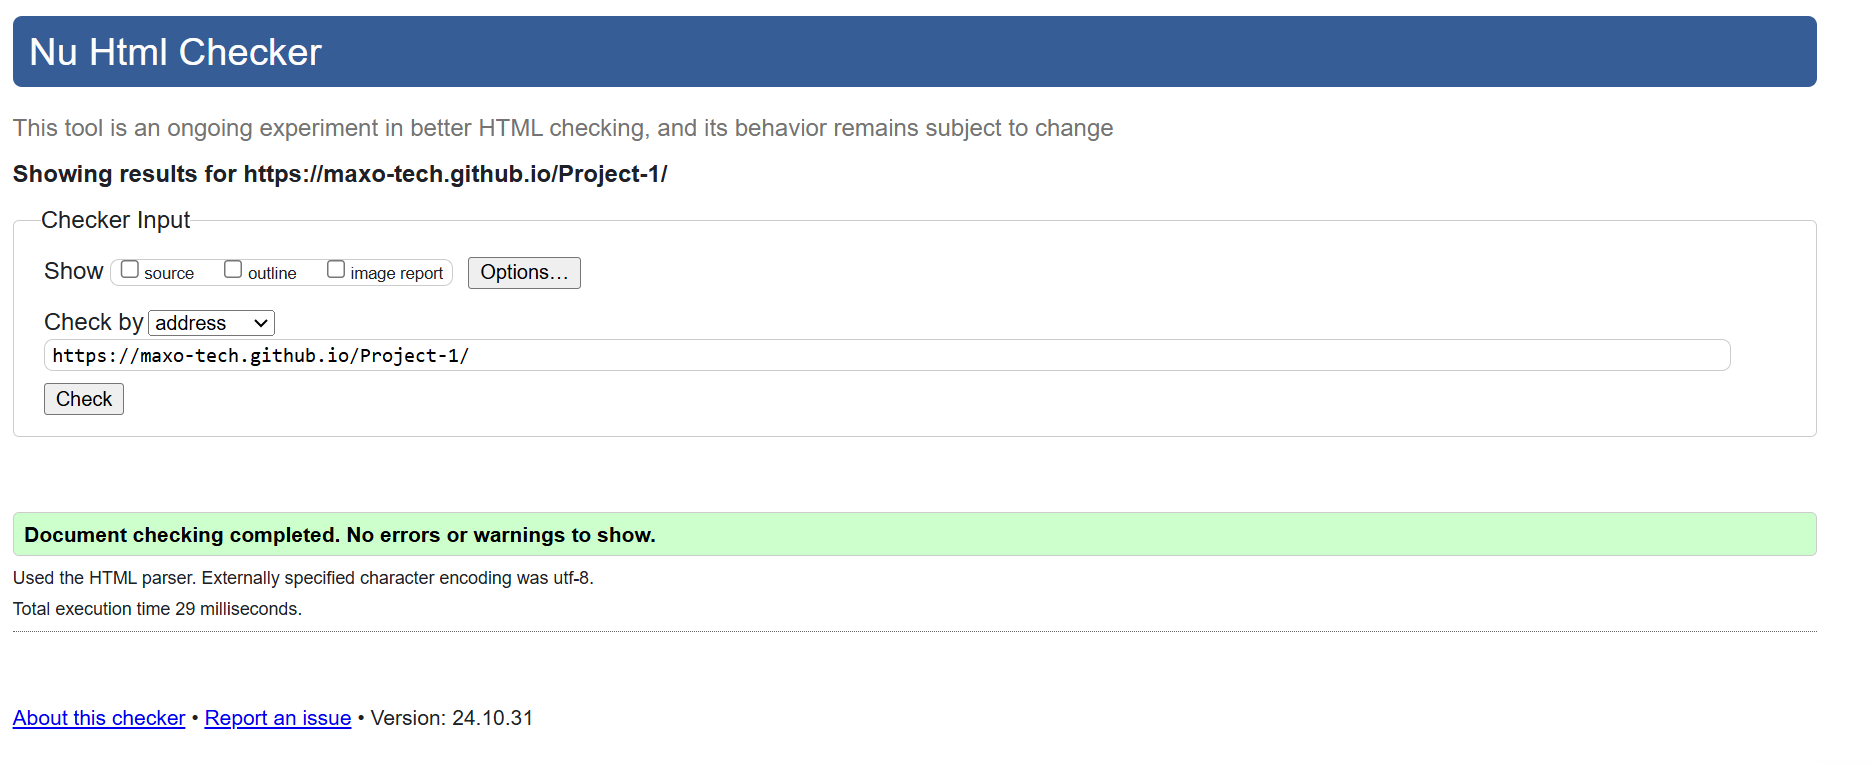 Nu Html Checker
This tool is an ongoing experiment in better HTML checking, and its behavior remains subject to change
Showing results for https://maxo-tech.github.io/Project-1/
Checker Input
Show source outline image report Options…
Check by address
https://maxo-tech.github.io/Project-1/
Check
Document checking completed. No errors or warnings to show.
Used the HTML parser. Externally specified character encoding was utf-8.
Total execution time 29 milliseconds.
About this checker • Report an issue • Version: 24.10.31